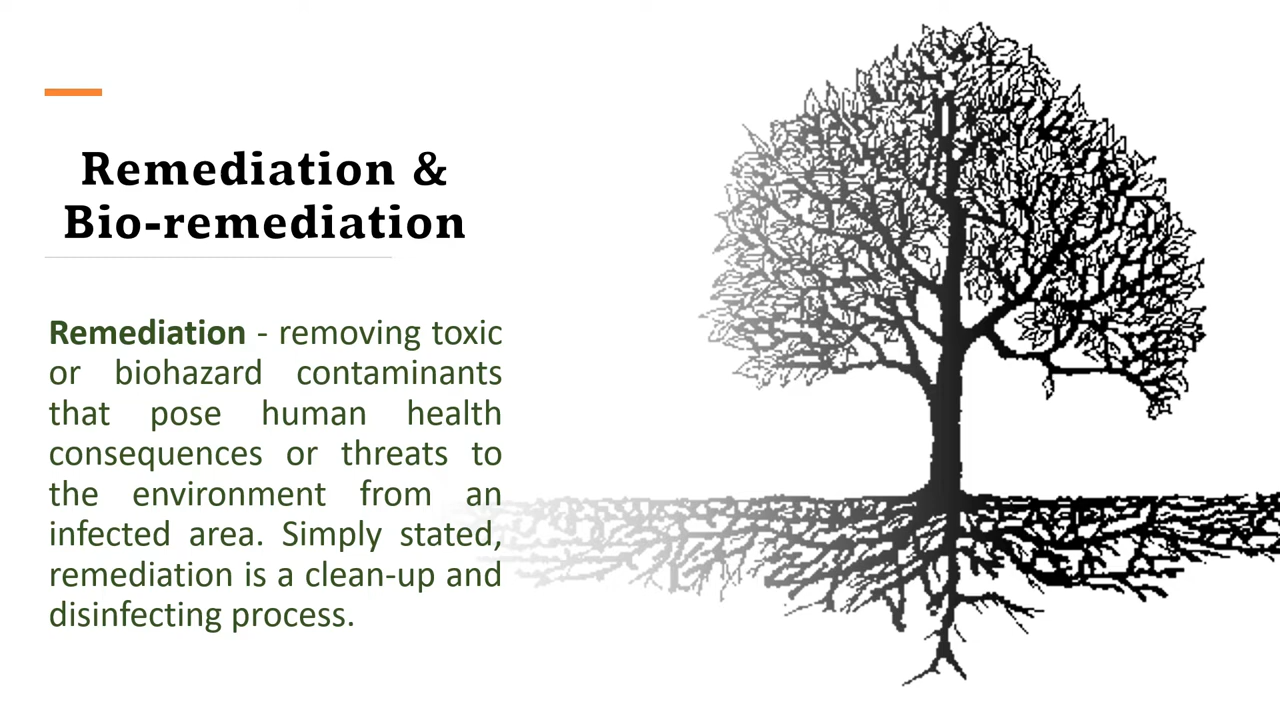 Remediation &
Bio-remediation
Remediation - removing toxic
or biohazard contaminants
that pose human health
consequences or threats to
the environment from an
infected area. Simply stated,
remediation is a clean-up and
disinfecting process.